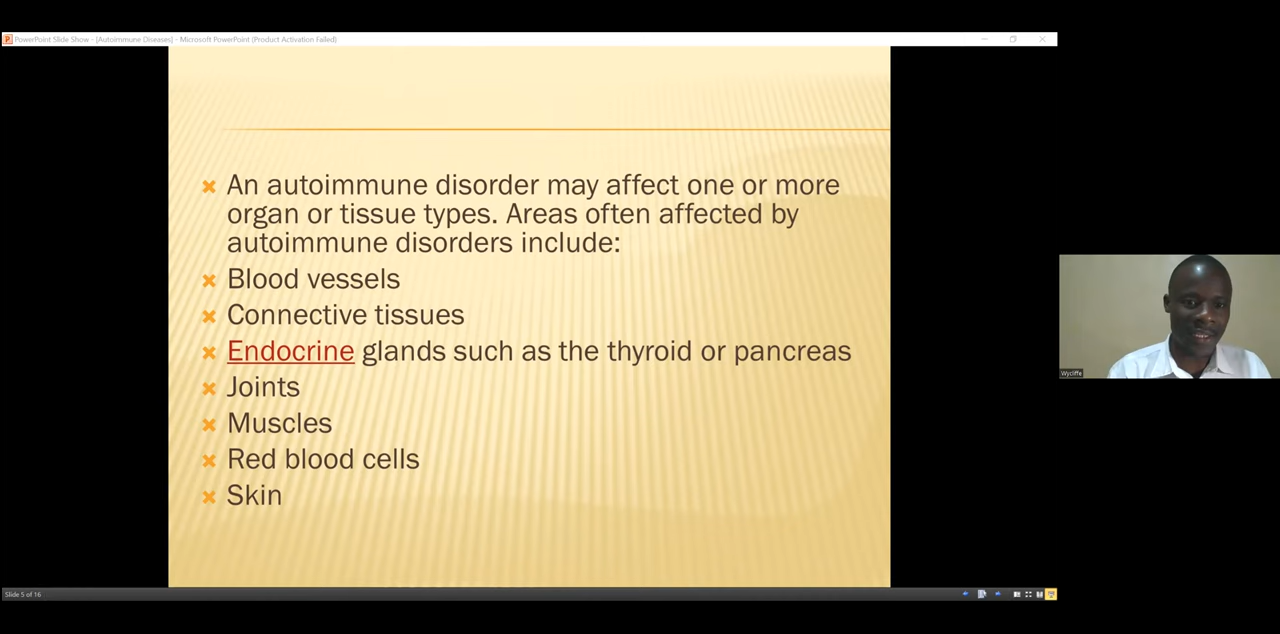 PowerPoint Slide Show - [Autoimmune Diseases] - Microsoft PowerPoint (Product Activation Failed)
An autoimmune disorder may affect one or more
organ or tissue types. Areas often affected by
autoimmune disorders include:
Blood vessels
Connective tissues
Endocrine glands such as the thyroid or pancreas
Joints
Muscles
Red blood cells
Skin
Wycliffe
Slide 5 of 16